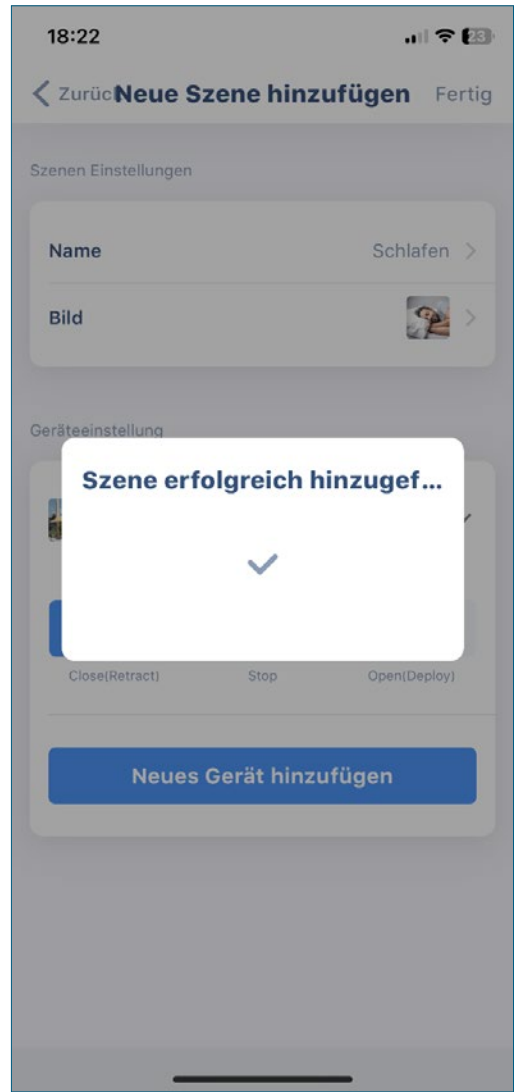 18:22
23
Zurüc Neue Szene hinzufügen Fertig
Szenen Einstellungen
Name Schlafen
Bild
Geräteeinstellung
Szene erfolgreich hinzugef...
Close(Retract) Stop Open(Deploy)
Neues Gerät hinzufügen